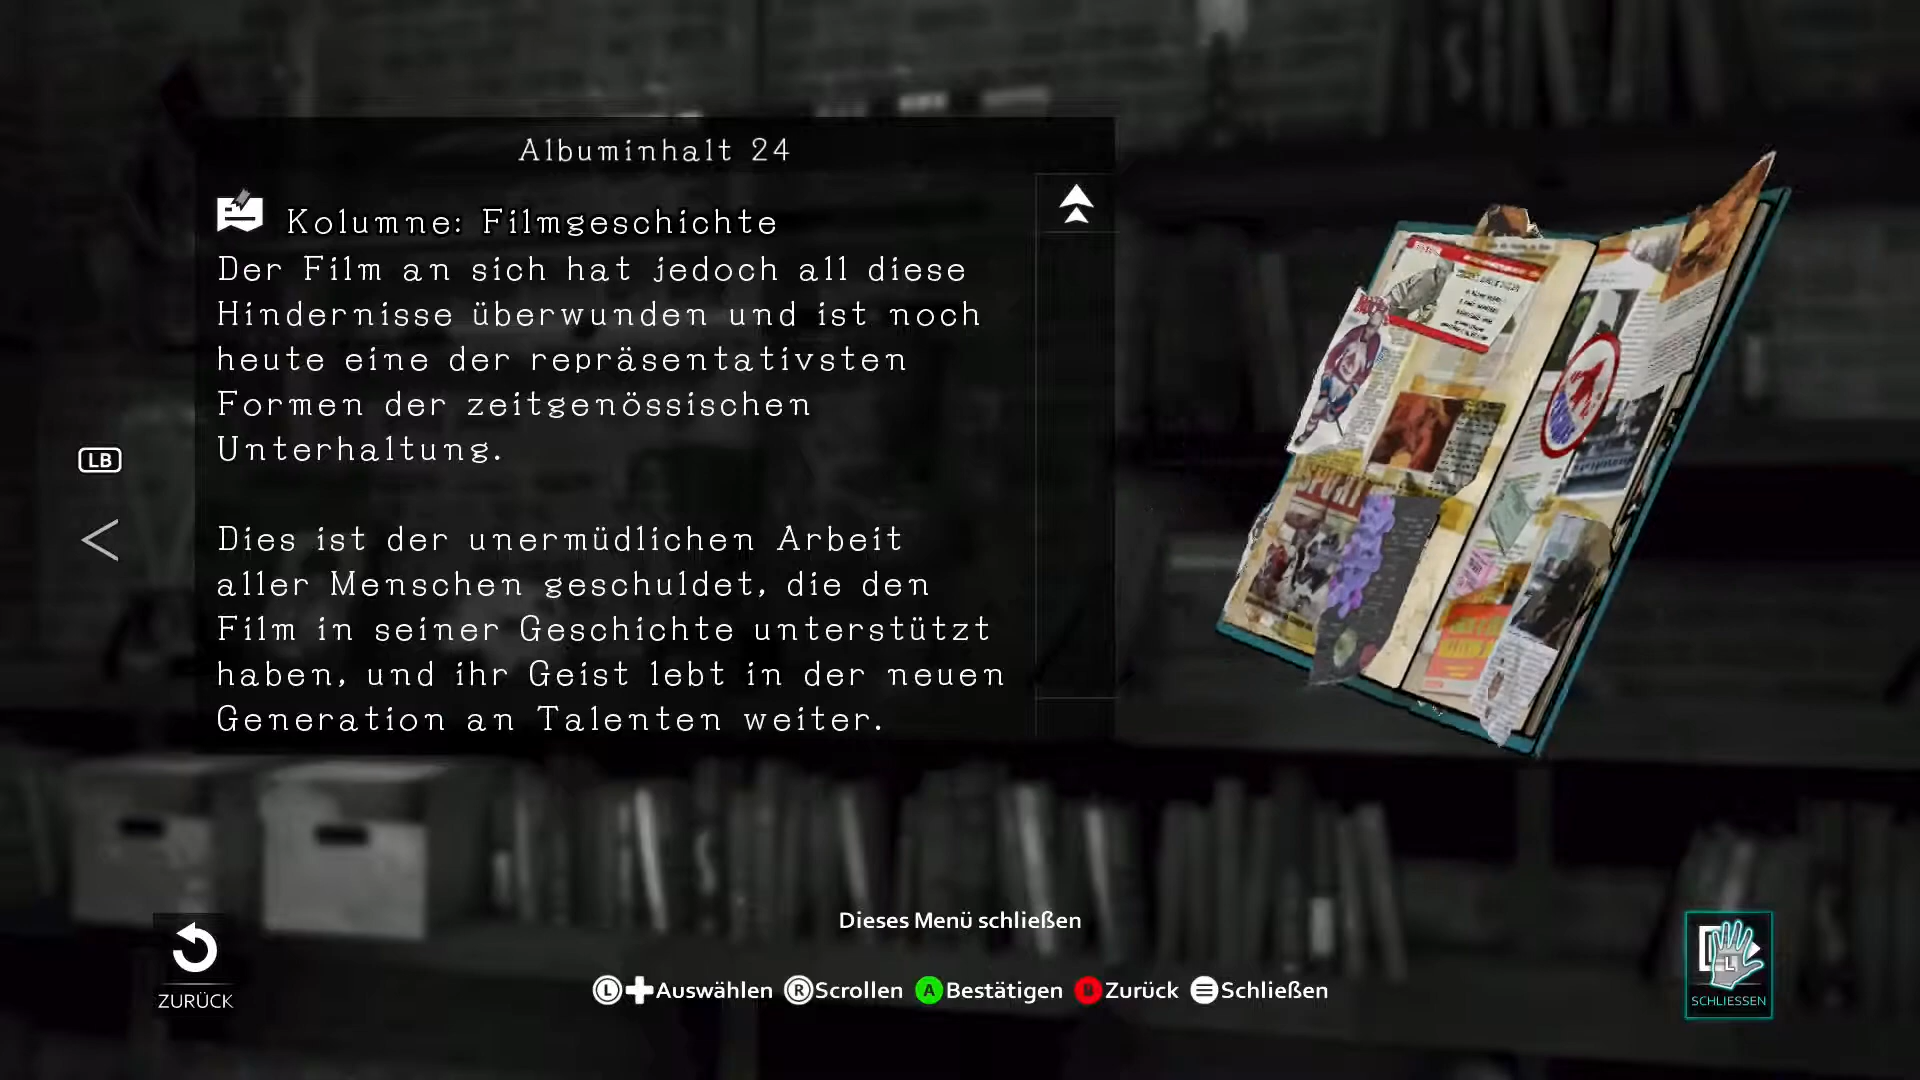 Albuminhalt 24
Kolumne: Filmgeschichte
Der Film an sich hat jedoch all diese
Hindernisse überwunden und ist noch
heute eine der repräsentativsten
Formen der zeitgenössischen
Unterhaltung.
Dies ist der unermüdlichen Arbeit
aller Menschen geschuldet, die den
Film in seiner Geschichte unterstützt
haben, und ihr Geist lebt in der neuen
Generation an Talenten weiter.
LB
SPORT
Dieses Menü schließen
ZURÜCK
L Auswählen R Scrollen A Bestätigen B Zurück Schließen
L
SCHLIESSEN